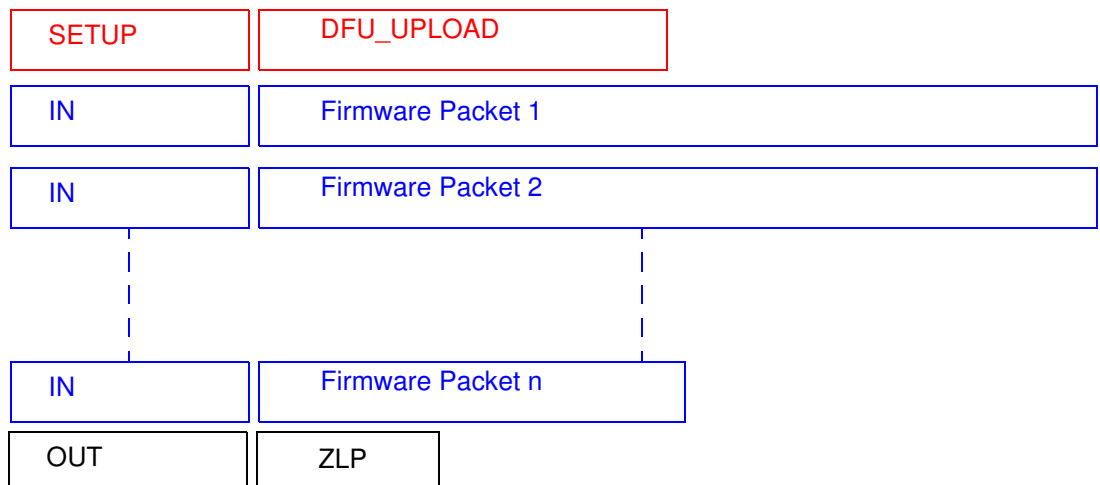 SETUP DFU_UPLOAD
IN Firmware Packet 1
IN Firmware Packet 2
IN Firmware Packet n
OUT ZLP